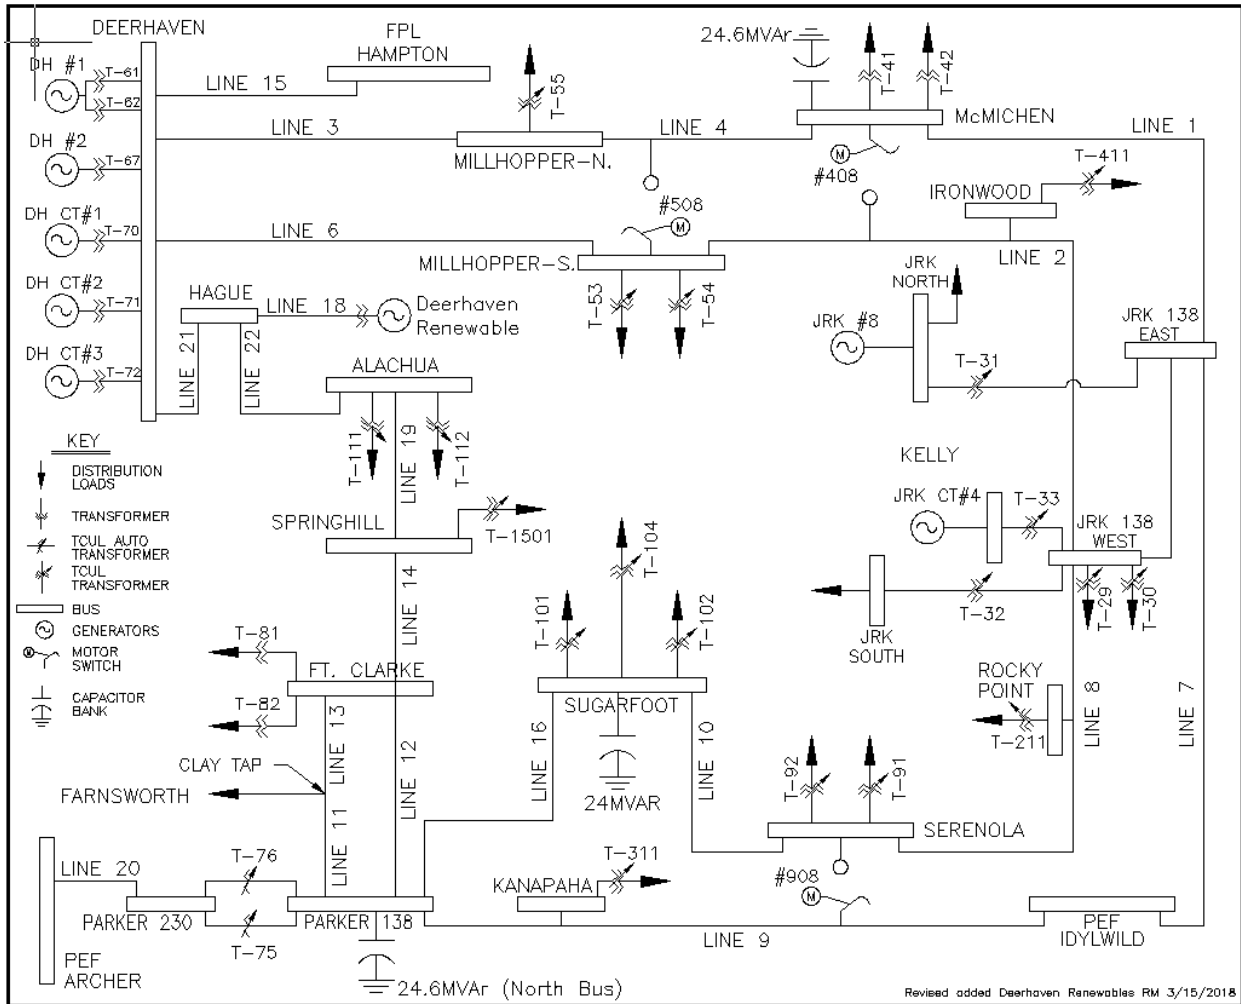 DEERHAVEN
FPL
HAMPTON
24.6MVAr
T-41
T-42
DH #1
T-61
T-62
LINE 15
T-55
LINE 3
LINE 4
McMICHEN
LINE 1
DH #2
T-67
MILLHOPPER-N.
#408
T-411
IRONWOOD
DH CT#1
T-70
LINE 6
#508
MILLHOPPER-S.
LINE 2
JRK
NORTH
DH CT#2
T-71
HAGUE
LINE 18
Deerhaven
Renewable
T-53
T-54
JRK #8
JRK 138
EAST
DH CT#3
T-72
LINE 21
LINE 22
ALACHUA
T-31
KEY
DISTRIBUTION
LOADS
TRANSFORMER
TCUL AUTO
TRANSFORMER
TCUL
TRANSFORMER
BUS
GENERATORS
MOTOR
SWITCH
CAPACITOR
BANK
T-111
LINE 19
T-112
KELLY
SPRINGHILL
T-1501
T-104
JRK CT#4
T-33
JRK 138
WEST
LINE 14
T-101
T-102
T-32
T-29
T-30
JRK
SOUTH
T-81
FT. CLARKE
T-82
SUGARFOOT
ROCKY
POINT
T-211
LINE 8
LINE 7
LINE 13
LINE 12
LINE 16
LINE 10
CLAY TAP
FARNSWORTH
LINE 11
24MVAR
T-92
T-91
SERENOLA
LINE 20
T-76
T-311
KANAPAHA
#908
PARKER 230
T-75
PARKER 138
LINE 9
PEF
IDYLWILD
PEF
ARCHER
24.6MVAr (North Bus)
M
M
M
M
Revised added Deerhaven Renewables RM 3/15/2018